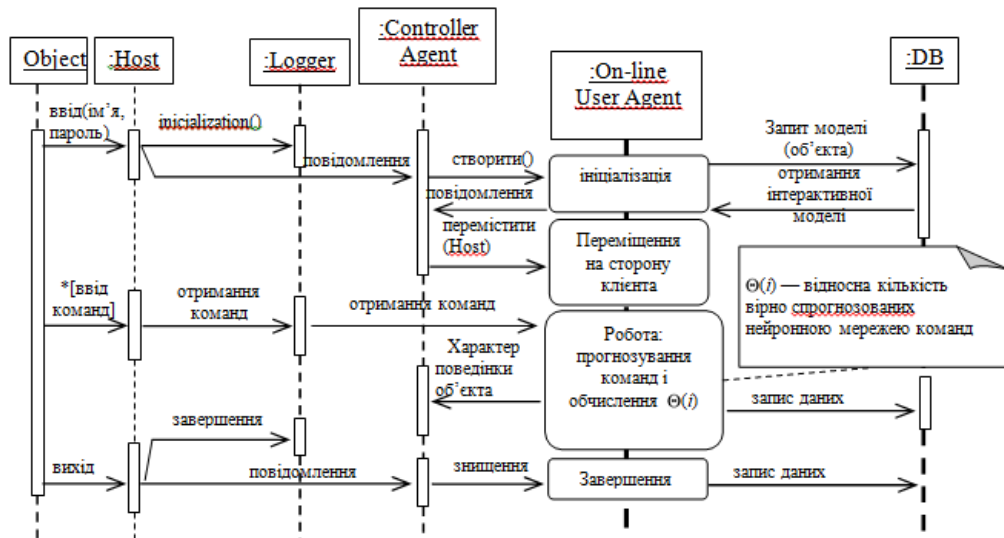 Object
:Host
:Logger
:Controller
Agent
:On-line
User Agent
:DB
ввід(ім’я,
пароль)
inicialization()
повідомлення
створити()
ініціалізація
Запит моделі
(об’єкта)
отримання
інтерактивної
моделі
повідомлення
перемістити
(Host)
Переміщення
на сторону
клієнта
Θ(i) — відносна кількість
вірно спрогнозованих
нейронною мережею команд
*[ввід
команд]
отримання
команд
отримання команд
Робота:
прогнозування
команд і
обчислення Θ(i)
Характер
поведінки
об’єкта
запис даних
завершення
вихід
повідомлення
знищення
Завершення
запис даних